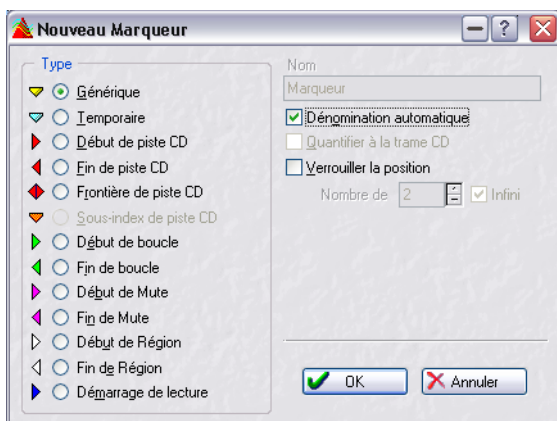 Nouveau Marqueur
?
Type
Générique
Temporaire
Début de piste CD
Fin de piste CD
Frontière de piste CD
Sous-index de piste CD
Début de boucle
Fin de boucle
Début de Mute
Fin de Mute
Début de Région
Fin de Région
Démarrage de lecture
Nom
Marqueur
Dénomination automatique
Quantifier à la trame CD
Verrouiller la position
Nombre de 2 Infini
OK Annuler